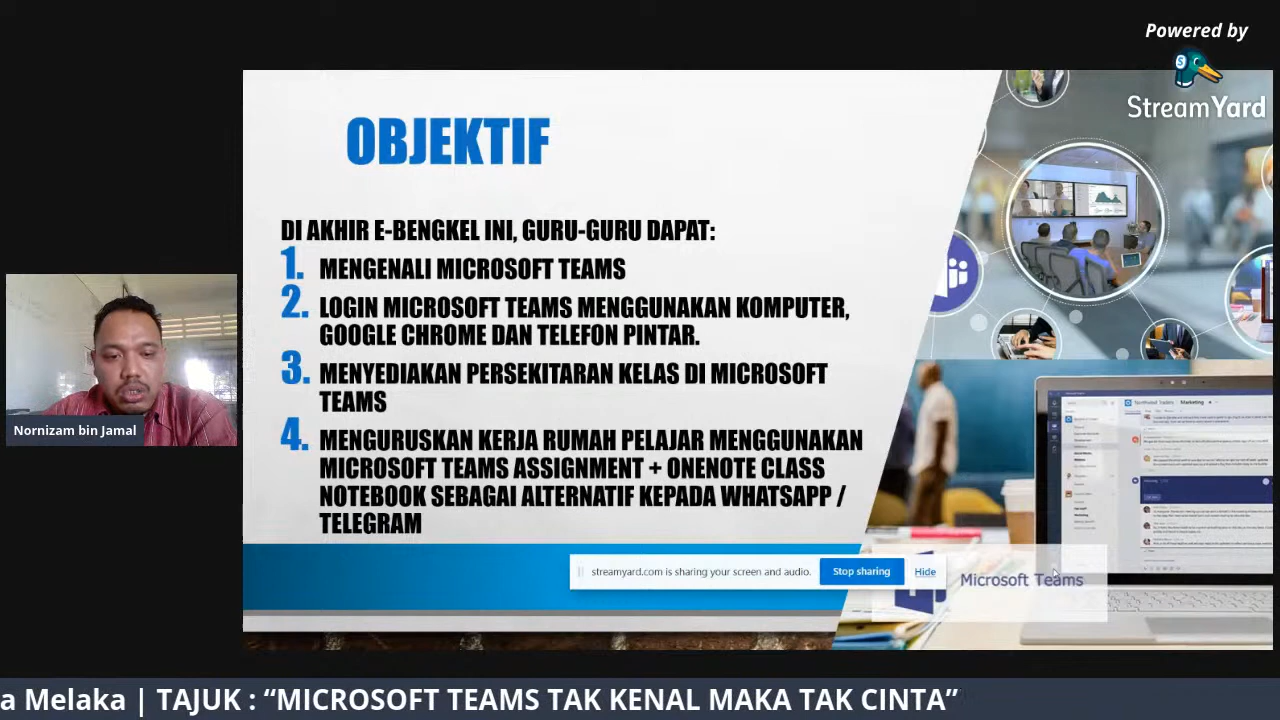 Powered by
StreamYard
OBJEKTIF
DI AKHIR E-BENGKEL INI, GURU-GURU DAPAT:
1. MENGENALI MICROSOFT TEAMS
2. LOGIN MICROSOFT TEAMS MENGGUNAKAN KOMPUTER,
GOOGLE CHROME DAN TELEFON PINTAR.
3. MENYEDIAKAN PERSEKITARAN KELAS DI MICROSOFT
TEAMS
4. MENGURUSKAN KERJA RUMAH PELAJAR MENGGUNAKAN
MICROSOFT TEAMS ASSIGNMENT + ONENOTE CLASS
NOTEBOOK SEBAGAI ALTERNATIF KEPADA WHATSAPP /
TELEGRAM
Nornizam bin Jamal
streamyard.com is sharing your screen and audio. Stop sharing Hide
Microsoft Teams
a Melaka | TAJUK : “MICROSOFT TEAMS TAK KENAL MAKA TAK CINTA”